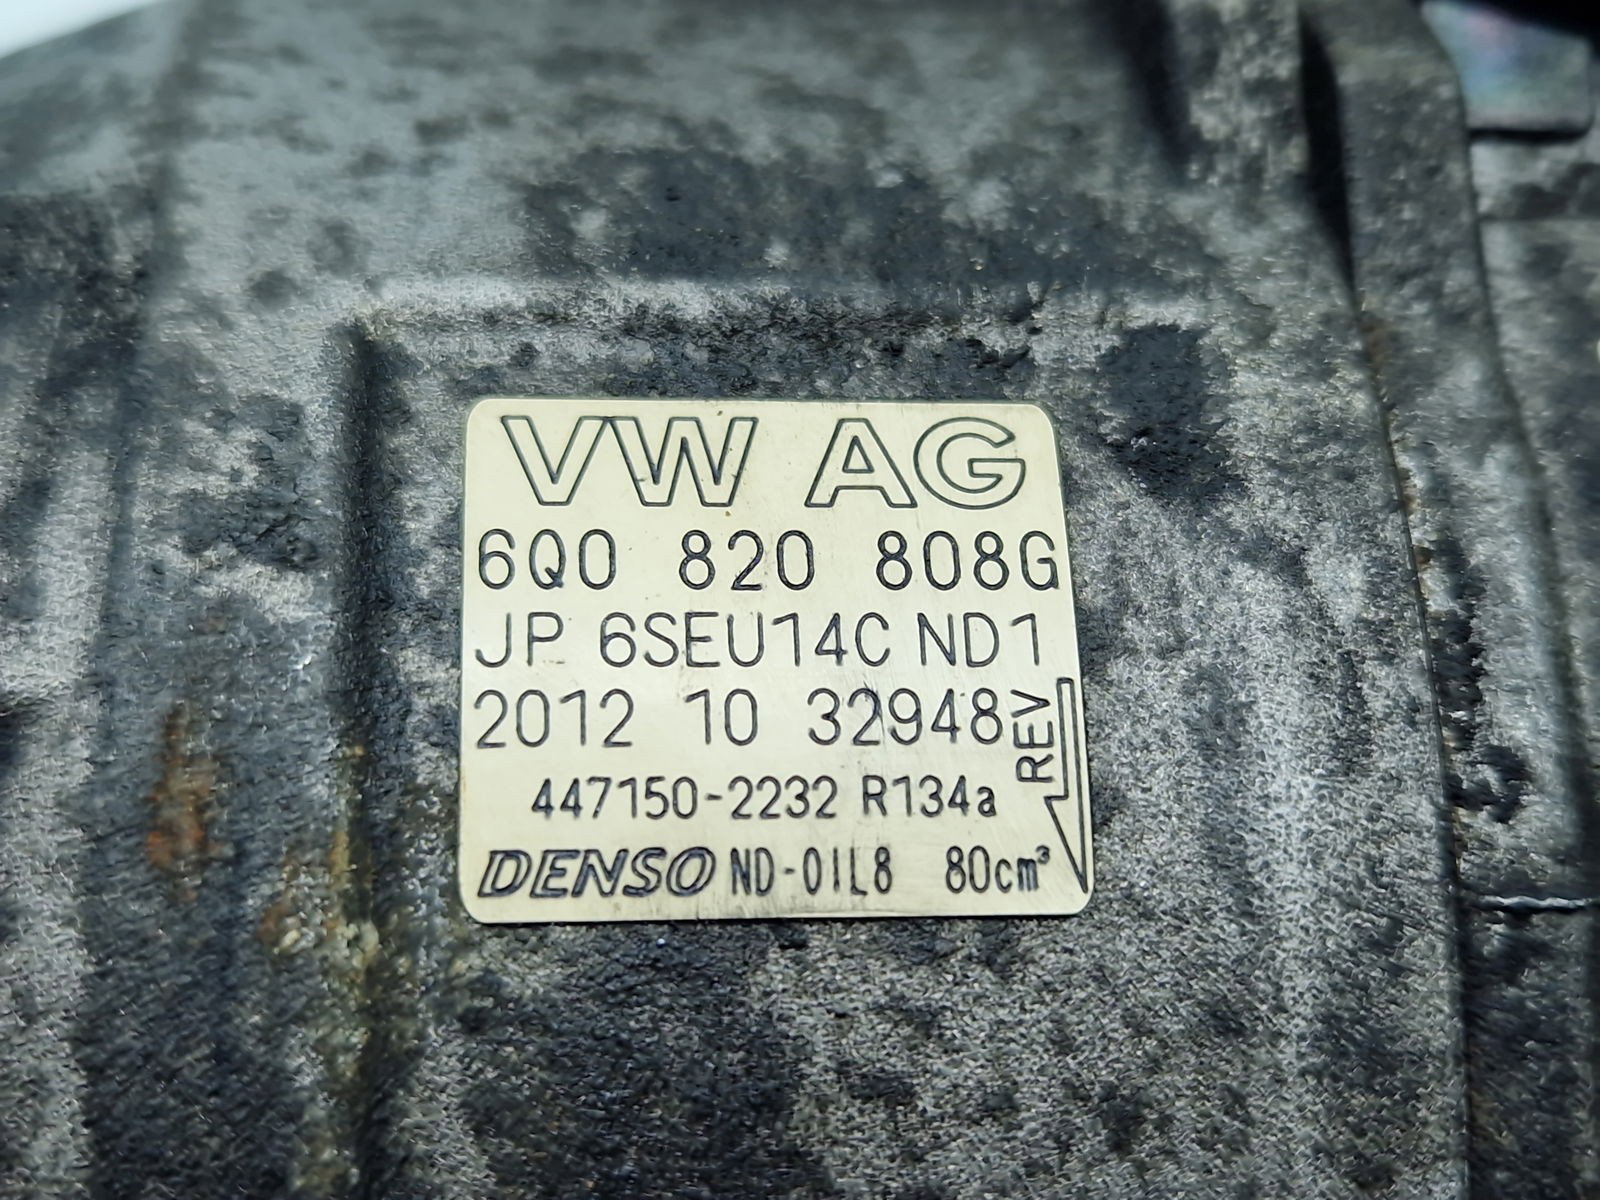 VW AG
6Q0 820 808G
JP 6SEU14C ND1
2012 10 32948
REV
447150-2232 R134a
DENSO ND-OIL8 80cm³